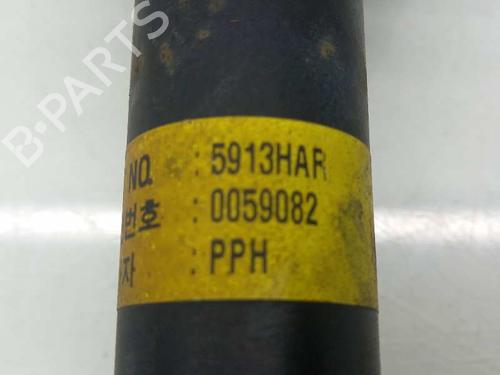 B-PARTS
NO. : 5913HAR
번호 : 0059082
자 : PPH